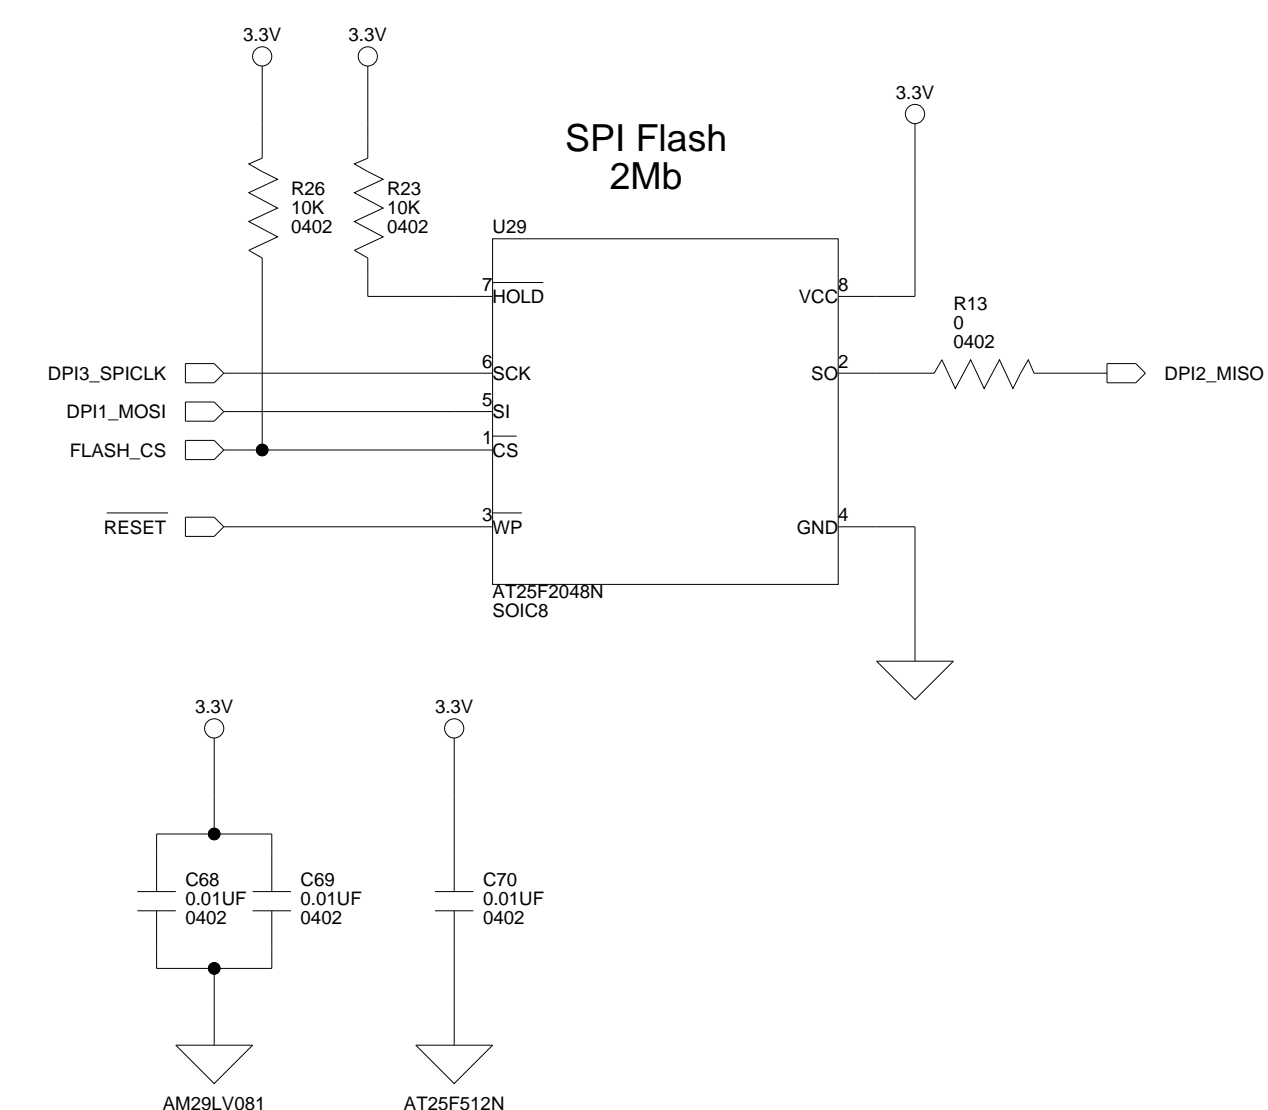 3.3V
3.3V
3.3V
SPI Flash
2Mb
R26
10K
0402
R23
10K
0402
U29
7
HOLD
VCC
8
R13
0
0402
DPI3_SPICLK
6
SCK
SO
2
DPI2_MISO
DPI1_MOSI
5
SI
FLASH_CS
1
CS
RESET
3
WP
GND
4
AT25F2048N
SOIC8
3.3V
3.3V
C68
0.01UF
0402
C69
0.01UF
0402
C70
0.01UF
0402
AM29LV081
AT25F512N